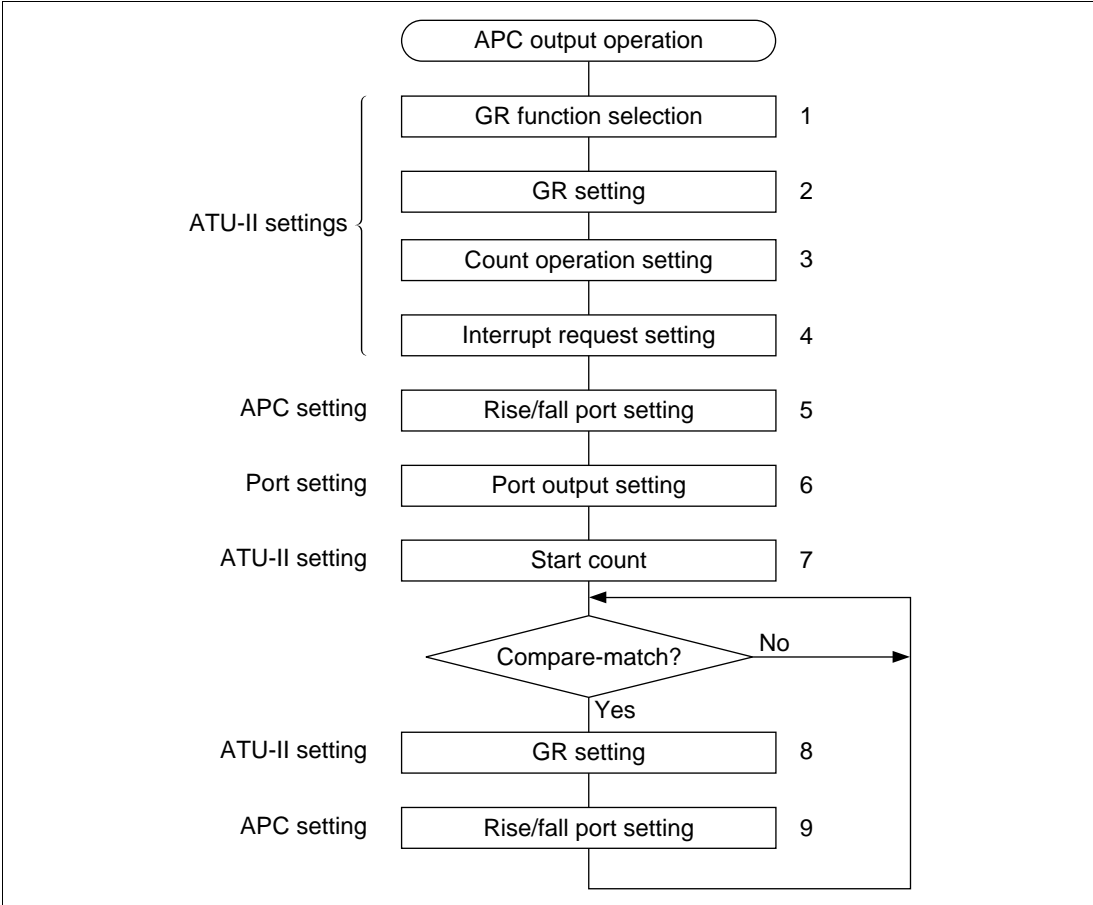 APC output operation
GR function selection 1
GR setting 2
ATU-II settings
Count operation setting 3
Interrupt request setting 4
APC setting Rise/fall port setting 5
Port setting Port output setting 6
ATU-II setting Start count 7
Compare-match? No
Yes
ATU-II setting GR setting 8
APC setting Rise/fall port setting 9